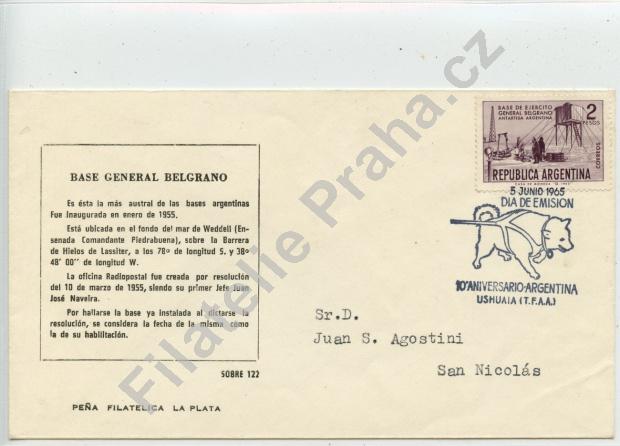 BASE GENERAL BELGRANO
Es ésta la más austral de las bases argentinas
Fue inaugurada en enero de 1955.
Está ubicada en el fondo del mar de Weddell (En-
senada Comandante Piedrabuena), sobre la Barrera
de Hielos de Lassiter, a los 78º de longitud S. y 38º
48' 00" de longitud W.
La oficina Radiopostal fue creada por resolución
del 10 de marzo de 1955, siendo su primer Jefe Juan
José Naveira.
Por hallarse la base ya instalada al dictarse la
resolución, se considera la fecha de la misma como
la de su habilitación.
SOBRE 122
PEÑA FILATELICA LA PLATA
BASE DE EJERCITO
GENERAL BELGRANO
ANTARTIDA ARGENTINA
2
PESOS
CORREOS
REPUBLICA ARGENTINA
5 JUNIO 1965
DIA DE EMISION
10º ANIVERSARIO-ARGENTINA
USHUAIA (T.F.A.A.)
Sr.D.
Juan S. Agostini
San Nicolás
Filatelie Praha.cz